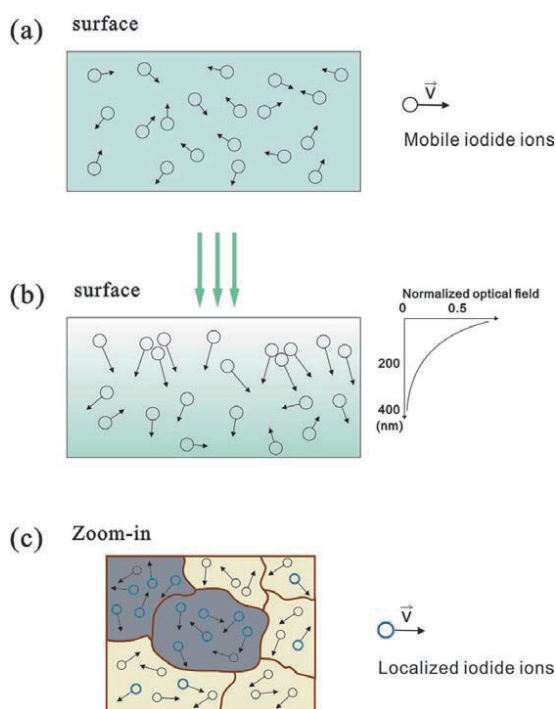 (a) surface
v
Mobile iodide ions
(b) surface
Normalized optical field
0 0.5
200
400
(nm)
(c) Zoom-in
v
Localized iodide ions